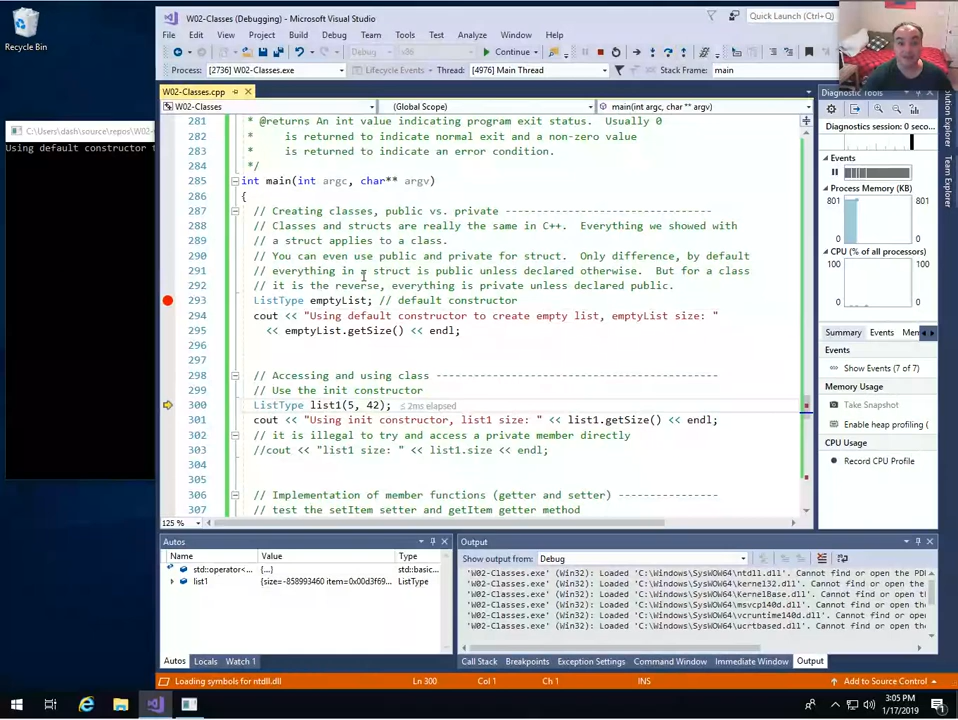 W02-Classes (Debugging) - Microsoft Visual Studio
Quick Launch (Ctrl+Q)
File Edit View Project Build Debug Team Tools Test Analyze Window Help
Debug x86 Continue
Process: [2736] W02-Classes.exe Lifecycle Events Thread: [4976] Main Thread Stack Frame: main
Recycle Bin
W02-Classes.cpp
W02-Classes (Global Scope) main(int argc, char ** argv)
281 * @returns An int value indicating program exit status.  Usually 0
282 *     is returned to indicate normal exit and a non-zero value
283 *     is returned to indicate an error condition.
284 */
285 int main(int argc, char** argv)
286 {
287 // Creating classes, public vs. private ----------------------------------
288 // Classes and structs are really the same in C++.  Everything we showed with
289 // a struct applies to a class.
290 // You can even use public and private for struct.  Only difference, by default
291 // everything in a struct is public unless declared otherwise.  But for a class
292 // it is the reverse, everything is private unless declared public.
293 ListType emptyList; // default constructor
294 cout << "Using default constructor to create empty list, emptyList size: "
295 << emptyList.getSize() << endl;
296
297
298 // Accessing and using class -----------------------------------------------
299 // Use the init constructor
300 ListType list1(5, 42); ≤ 2ms elapsed
301 cout << "Using init constructor, list1 size: " << list1.getSize() << endl;
302 // it is illegal to try and access a private member directly
303 //cout << "list1 size: " << list1.size << endl;
304
305
306 // Implementation of member functions (getter and setter) ----------------
307 // test the setItem setter and getItem getter method
125 %
C:\Users\dash\source\repos\W02-
Using default constructor
Diagnostic Tools
Diagnostics session: 0 seco
Events
Process Memory (KB)
801 801
0 0
CPU (% of all processors)
100 100
0 0
Summary Events Mem
Events
Show Events (7 of 7)
Memory Usage
Take Snapshot
Enable heap profiling (
CPU Usage
Record CPU Profile
Solution Explorer
Team Explorer
Autos
Name Value Type
std::operator<... {...} std::basic...
list1 {size=-858993460 item=0x00d3f69... ListType
Autos Locals Watch 1
Output
Show output from: Debug
'W02-Classes.exe' (Win32): Loaded 'C:\Windows\SysWOW64\ntdll.dll'. Cannot find or open the PD
'W02-Classes.exe' (Win32): Loaded 'C:\Windows\SysWOW64\kernel32.dll'. Cannot find or open the
'W02-Classes.exe' (Win32): Loaded 'C:\Windows\SysWOW64\KernelBase.dll'. Cannot find or open t
'W02-Classes.exe' (Win32): Loaded 'C:\Windows\SysWOW64\msvcp140d.dll'. Cannot find or open th
'W02-Classes.exe' (Win32): Loaded 'C:\Windows\SysWOW64\vcruntime140d.dll'. Cannot find or ope
'W02-Classes.exe' (Win32): Loaded 'C:\Windows\SysWOW64\ucrtbased.dll'. Cannot find or open th
Call Stack Breakpoints Exception Settings Command Window Immediate Window Output
Loading symbols for ntdll.dll Ln 300 Col 1 Ch 1 INS Add to Source Control
3:05 PM
1/17/2019